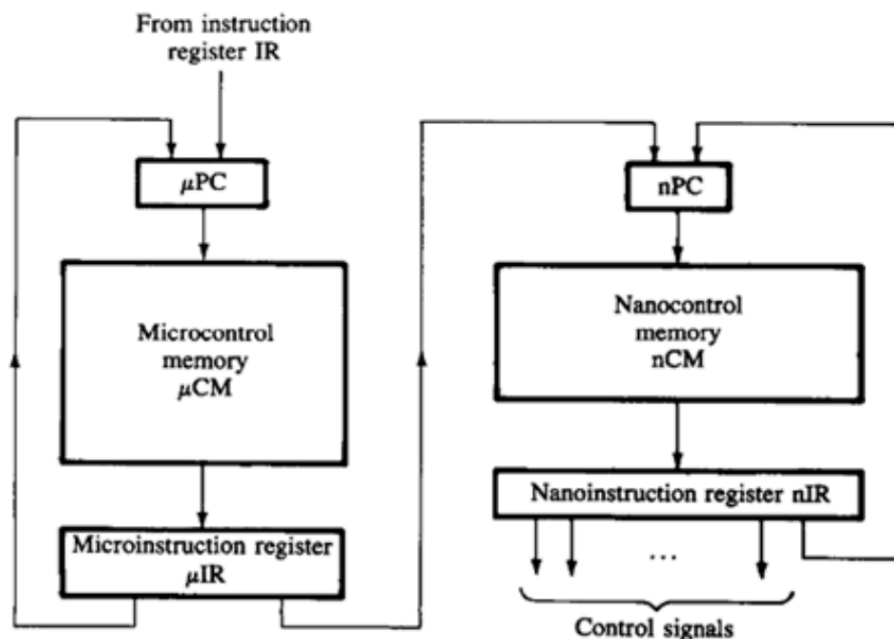 From instruction
register IR
μPC
nPC
Microcontrol
memory
μCM
Nanocontrol
memory
nCM
Microinstruction register
μIR
Nanoinstruction register nIR
...
Control signals